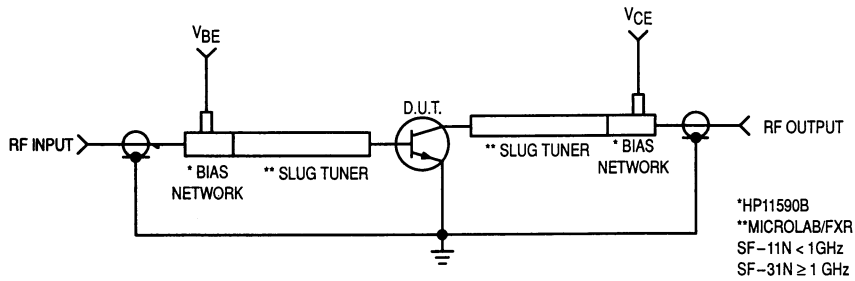 V_BE
V_CE
D.U.T.
RF INPUT
RF OUTPUT
* BIAS
NETWORK
** SLUG TUNER
** SLUG TUNER
* BIAS
NETWORK
*HP11590B
**MICROLAB/FXR
SF–11N < 1GHz
SF–31N ≥ 1 GHz